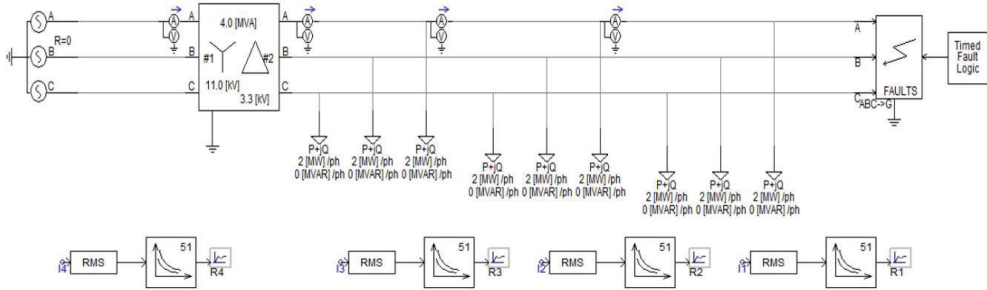 A
A
V
A
4.0 [MVA]
A
A
V
A
V
A
V
A
R=0
B
B
#1
#2
B
B
Timed
Fault
Logic
C
C
11.0 [kV]
3.3 [kV]
C
C
FAULTS
ABC->G
P+jQ
2 [MW] /ph
0 [MVAR] /ph
P+jQ
2 [MW] /ph
0 [MVAR] /ph
P+jQ
2 [MW] /ph
0 [MVAR] /ph
P+jQ
2 [MW] /ph
0 [MVAR] /ph
P+jQ
2 [MW] /ph
0 [MVAR] /ph
P+jQ
2 [MW] /ph
0 [MVAR] /ph
P+jQ
2 [MW] /ph
0 [MVAR] /ph
P+jQ
2 [MW] /ph
0 [MVAR] /ph
P+jQ
2 [MW] /ph
0 [MVAR] /ph
I4
RMS
51
R4
I3
RMS
51
R3
I2
RMS
51
R2
I1
RMS
51
R1